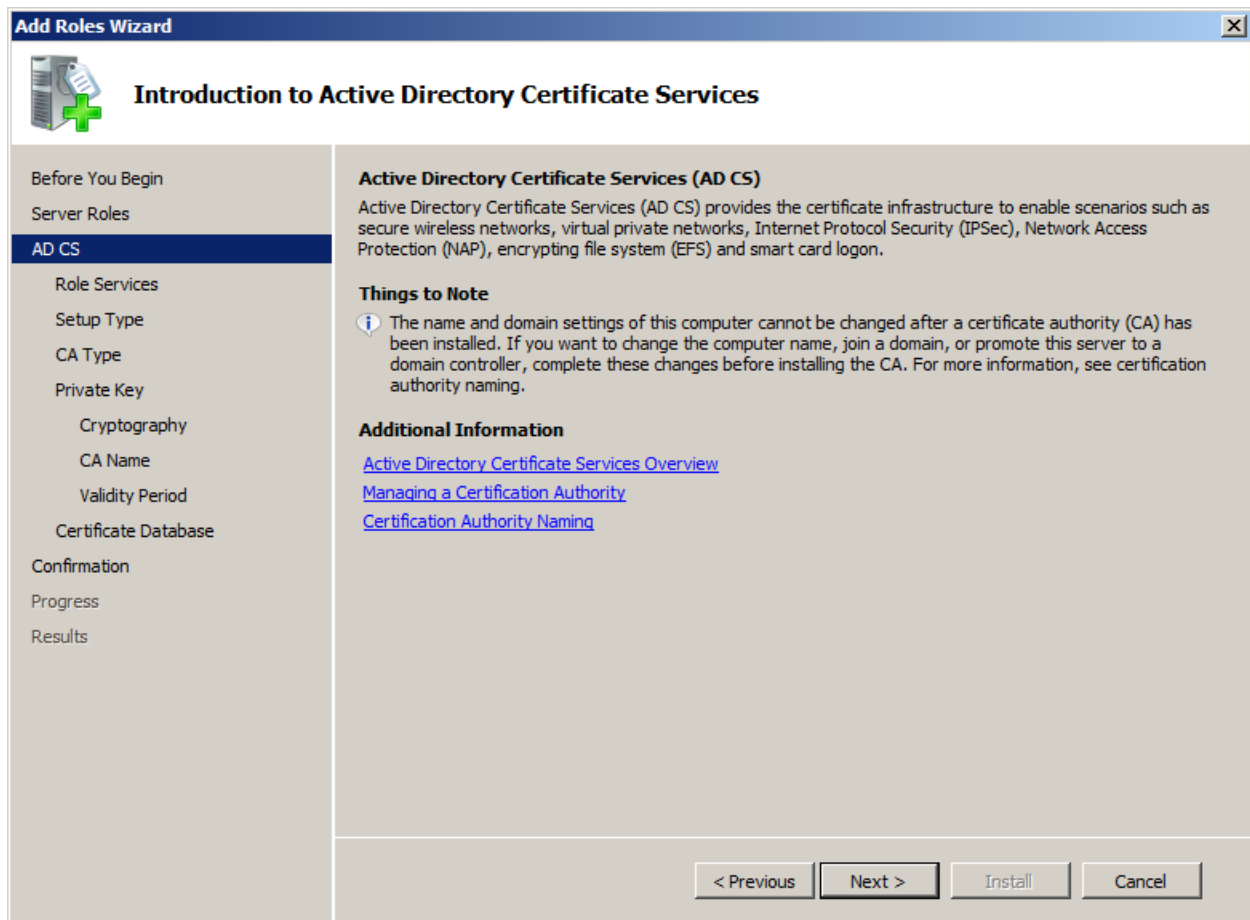 Add Roles Wizard
Introduction to Active Directory Certificate Services
Before You Begin
Server Roles
AD CS
Role Services
Setup Type
CA Type
Private Key
Cryptography
CA Name
Validity Period
Certificate Database
Confirmation
Progress
Results
Active Directory Certificate Services (AD CS)
Active Directory Certificate Services (AD CS) provides the certificate infrastructure to enable scenarios such as
secure wireless networks, virtual private networks, Internet Protocol Security (IPSec), Network Access
Protection (NAP), encrypting file system (EFS) and smart card logon.
Things to Note
The name and domain settings of this computer cannot be changed after a certificate authority (CA) has
been installed. If you want to change the computer name, join a domain, or promote this server to a
domain controller, complete these changes before installing the CA. For more information, see certification
authority naming.
Additional Information
Active Directory Certificate Services Overview
Managing a Certification Authority
Certification Authority Naming
< Previous
Next >
Install
Cancel